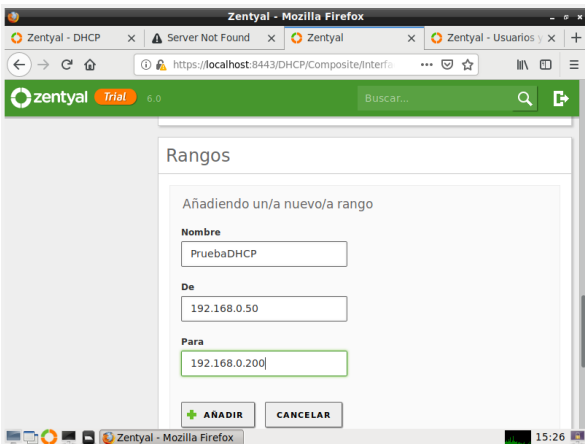 Zentyal - Mozilla Firefox
Zentyal - DHCP
Server Not Found
Zentyal
Zentyal - Usuarios y
https://localhost:8443/DHCP/Composite/Interfa
zentyal Trial 6.0
Buscar...
Rangos
Añadiendo un/a nuevo/a rango
Nombre
PruebaDHCP
De
192.168.0.50
Para
192.168.0.200
AÑADIR
CANCELAR
Zentyal - Mozilla Firefox
15:26